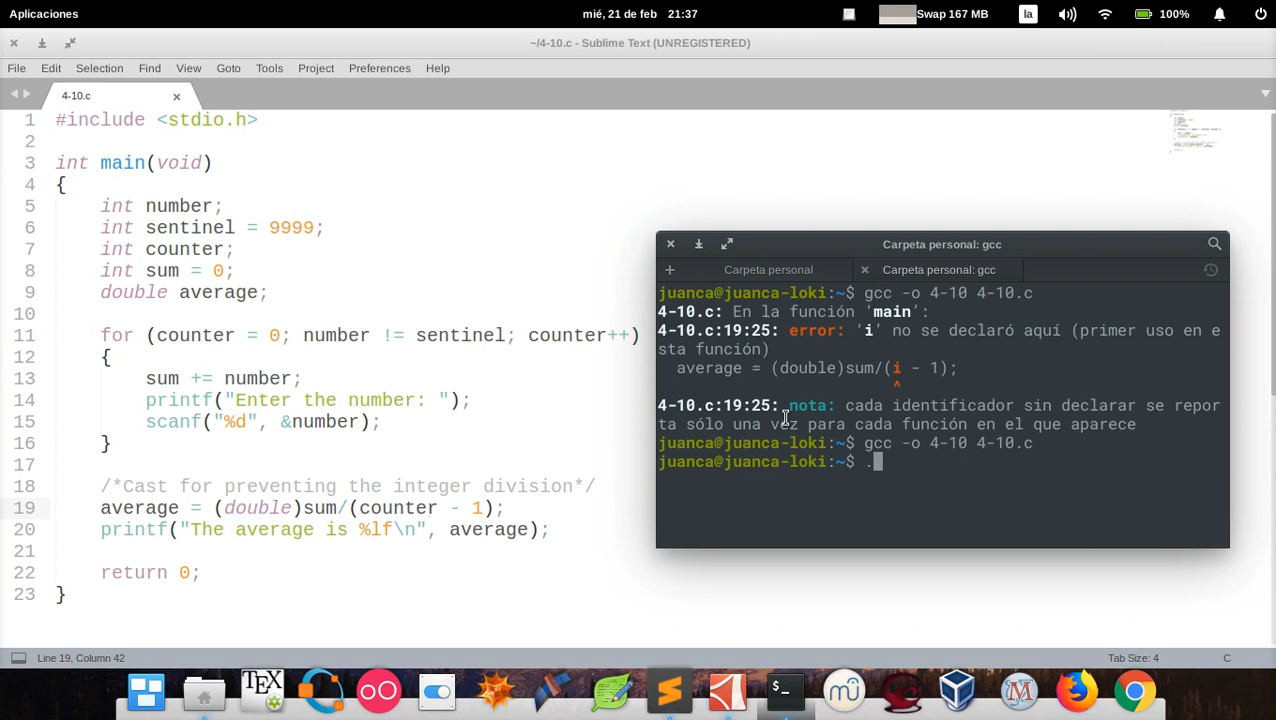 Aplicaciones
mié, 21 de feb 21:37
Swap 167 MB
la
100%
~/4-10.c - Sublime Text (UNREGISTERED)
File Edit Selection Find View Goto Tools Project Preferences Help
4-10.c
1 #include <stdio.h>
2
3 int main(void)
4 {
5 int number;
6 int sentinel = 9999;
7 int counter;
8 int sum = 0;
9 double average;
10
11 for (counter = 0; number != sentinel; counter++)
12 {
13 sum += number;
14 printf("Enter the number: ");
15 scanf("%d", &number);
16 }
17
18 /*Cast for preventing the integer division*/
19 average = (double)sum/(counter - 1);
20 printf("The average is %lf\n", average);
21
22 return 0;
23 }
Carpeta personal: gcc
Carpeta personal
Carpeta personal: gcc
juanca@juanca-loki:~$ gcc -o 4-10 4-10.c
4-10.c: En la función ‘main’:
4-10.c:19:25: error: ‘i’ no se declaró aquí (primer uso en e
sta función)
average = (double)sum/(i - 1);
^
4-10.c:19:25: nota: cada identificador sin declarar se repor
ta sólo una vez para cada función en el que aparece
juanca@juanca-loki:~$ gcc -o 4-10 4-10.c
juanca@juanca-loki:~$ .
Line 19, Column 42
Tab Size: 4
C
TEX
>_
mu
M